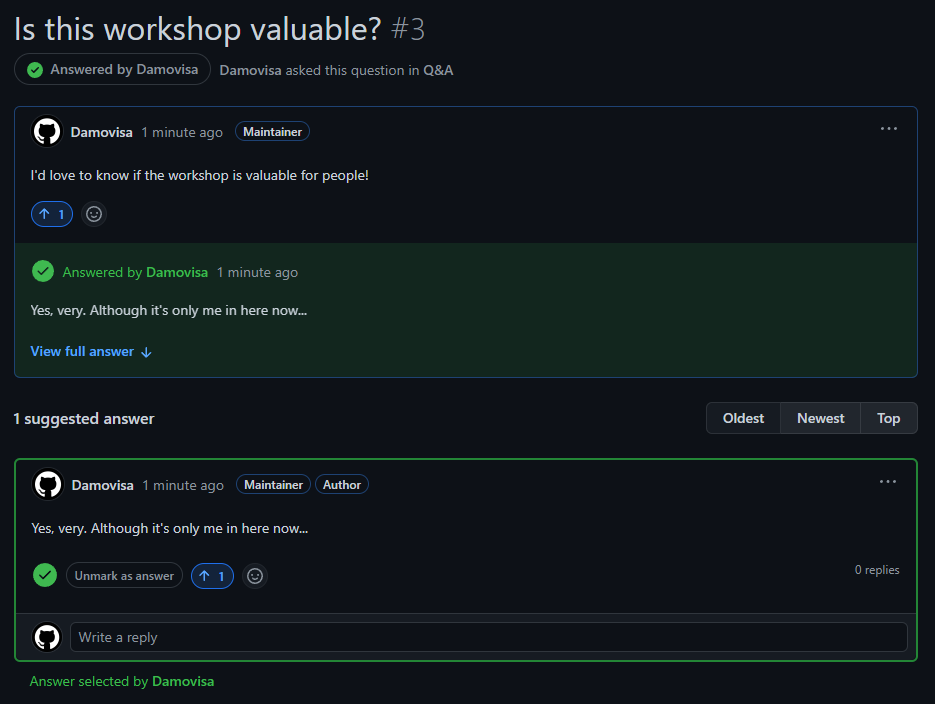 Is this workshop valuable? #3
Answered by Damovisa Damovisa asked this question in Q&A
Damovisa 1 minute ago Maintainer
I'd love to know if the workshop is valuable for people!
1
Answered by Damovisa 1 minute ago
Yes, very. Although it's only me in here now...
View full answer
1 suggested answer Oldest Newest Top
Damovisa 1 minute ago Maintainer Author
Yes, very. Although it's only me in here now...
Unmark as answer 1 0 replies
Write a reply
Answer selected by Damovisa